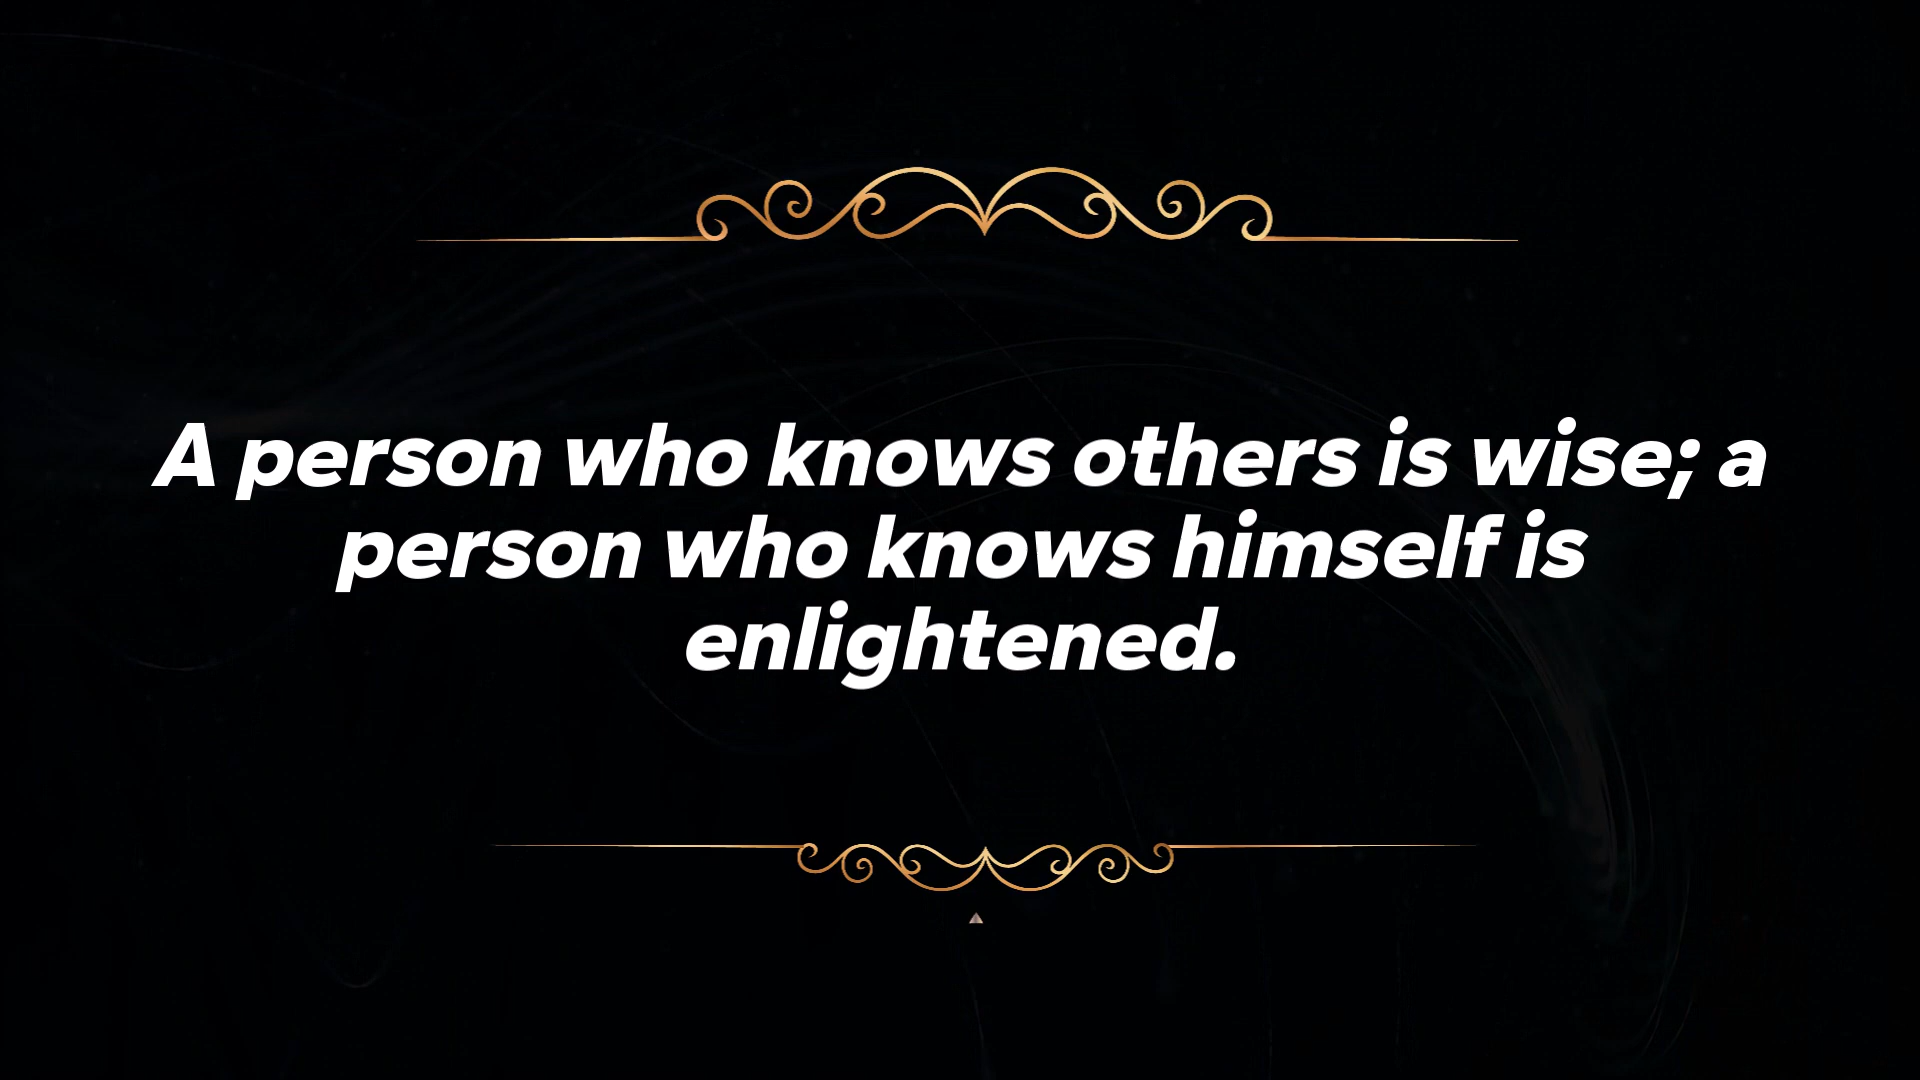 A person who knows others is wise; a
person who knows himself is
enlightened.